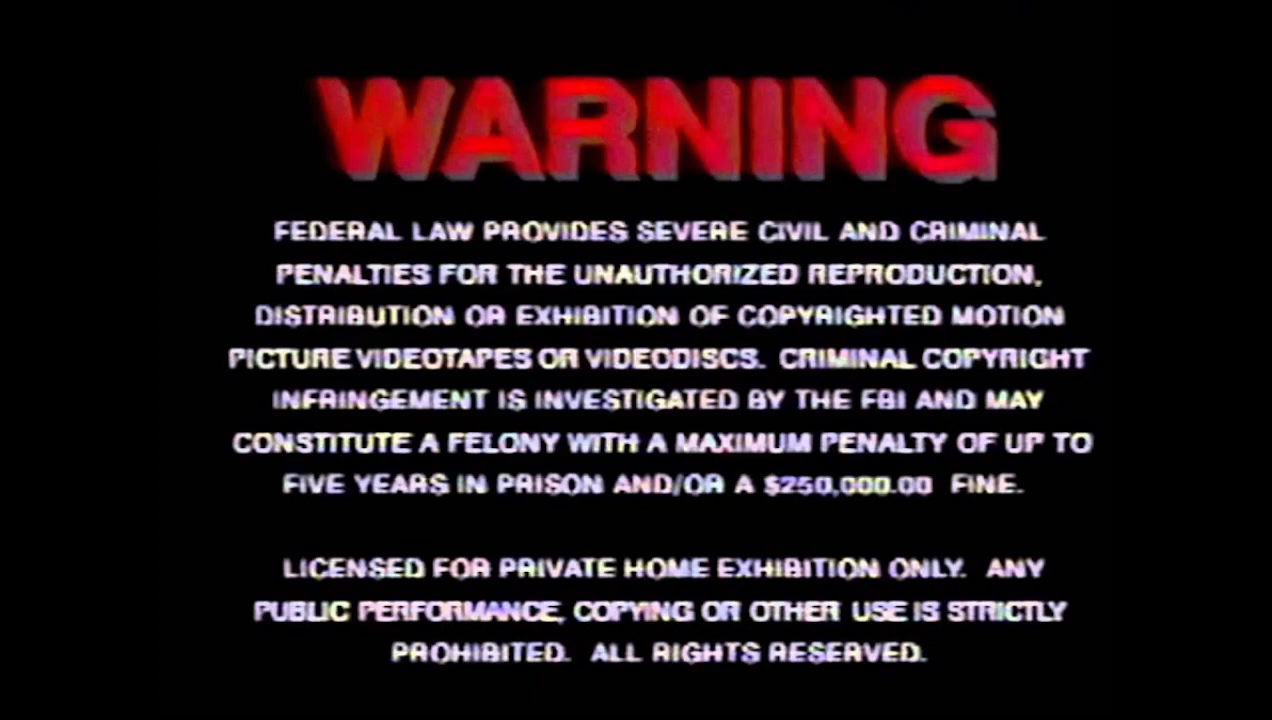 WARNING
FEDERAL LAW PROVIDES SEVERE CIVIL AND CRIMINAL
PENALTIES FOR THE UNAUTHORIZED REPRODUCTION,
DISTRIBUTION OR EXHIBITION OF COPYRIGHTED MOTION
PICTURE VIDEOTAPES OR VIDEODISCS. CRIMINAL COPYRIGHT
INFRINGEMENT IS INVESTIGATED BY THE FBI AND MAY
CONSTITUTE A FELONY WITH A MAXIMUM PENALTY OF UP TO
FIVE YEARS IN PRISON AND/OR A $250,000.00 FINE.
LICENSED FOR PRIVATE HOME EXHIBITION ONLY. ANY
PUBLIC PERFORMANCE, COPYING OR OTHER USE IS STRICTLY
PROHIBITED. ALL RIGHTS RESERVED.